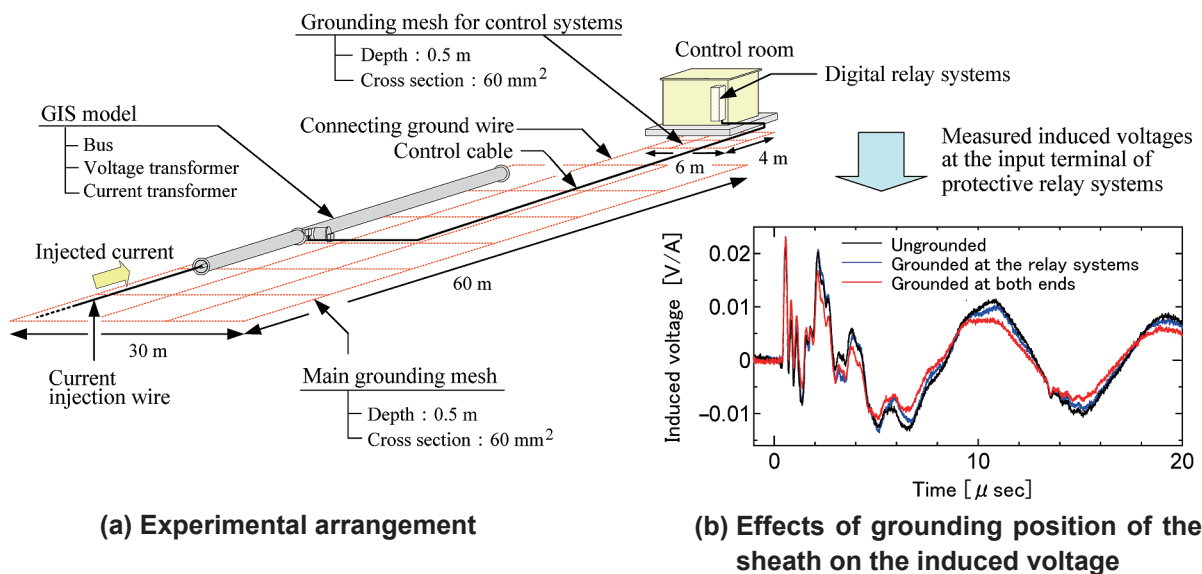 Grounding mesh for control systems
Depth : 0.5 m
Cross section : 60 mm2
Control room
Digital relay systems
GIS model
Bus
Voltage transformer
Current transformer
Connecting ground wire
Control cable
6 m
4 m
Measured induced voltages
at the input terminal of
protective relay systems
Injected current
60 m
30 m
Current
injection wire
Main grounding mesh
Depth : 0.5 m
Cross section : 60 mm2
Induced voltage [V/A]
0.02
0.01
0
-0.01
Ungrounded
Grounded at the relay systems
Grounded at both ends
0
10
20
Time [μ sec]
(a) Experimental arrangement
(b) Effects of grounding position of the
sheath on the induced voltage